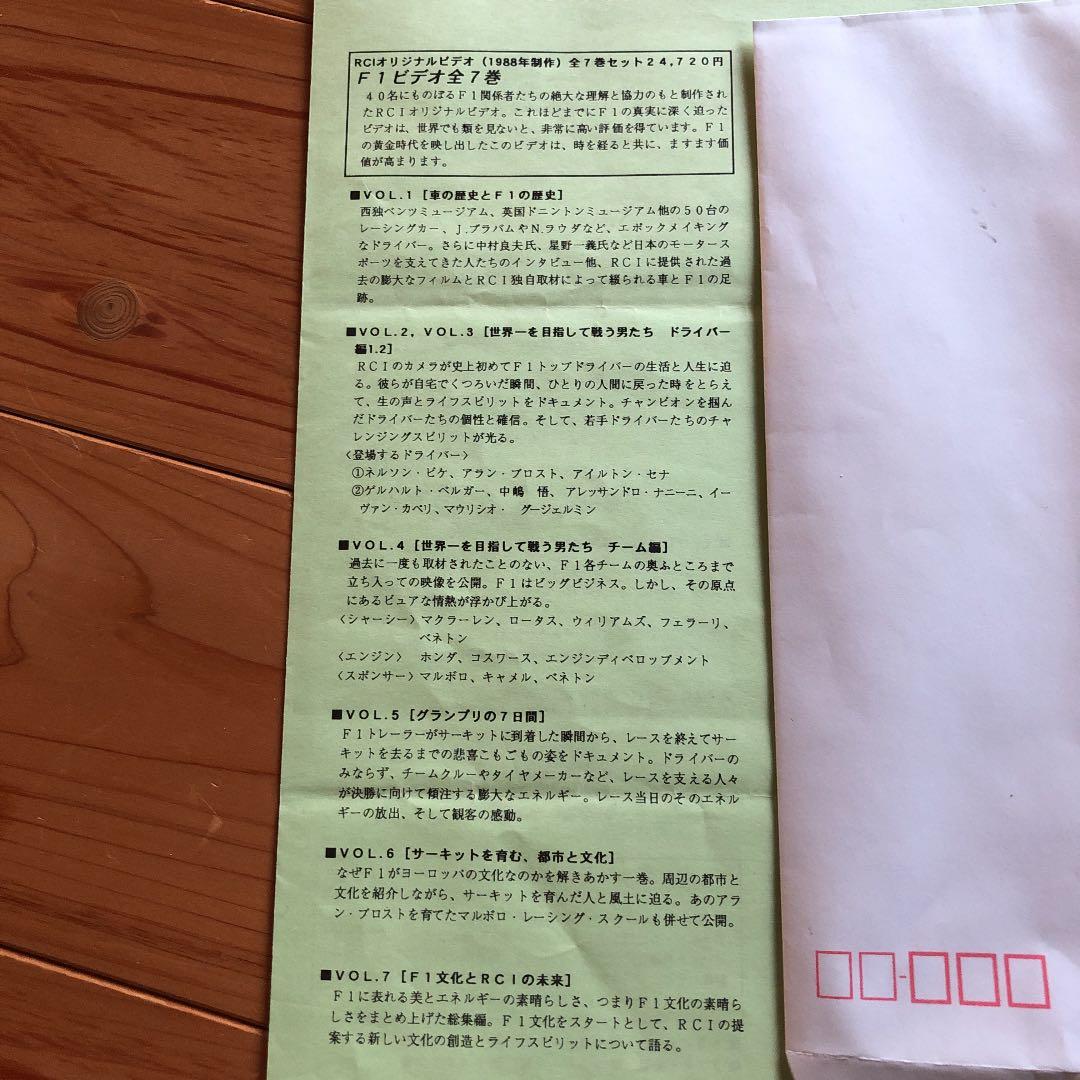 RCIオリジナルビデオ（1988年制作）全７巻セット２４,７２０円
Ｆ１ビデオ全７巻
４０名にものぼるＦ１関係者たちの絶大な理解と協力のもと制作され
たＲＣＩオリジナルビデオ。これほどまでにＦ１の真実に深く迫った
ビデオは、世界でも類を見ないと、非常に高い評価を得ています。Ｆ１
の黄金時代を映し出したこのビデオは、時を経ると共に、ますます価
値が高まります。
■ＶＯＬ.１［車の歴史とＦ１の歴史］
西独ベンツミュージアム、英国ドニントンミュージアム他の５０台の
レーシングカー、Ｊ.ブラバムやＮ.ラウダなど、エポックメイキング
なドライバー。さらに中村良夫氏、星野一義氏など日本のモータース
ポーツを支えてきた人たちのインタビュー他、ＲＣＩに提供された過
去の膨大なフィルムとＲＣＩ独自取材によって綴られる車とＦ１の足
跡。
■ＶＯＬ.２，ＶＯＬ.３［世界一を目指して戦う男たち　ドライバー
編1.2］
ＲＣＩのカメラが史上初めてＦ１トップドライバーの生活と人生に迫
る。彼らが自宅でくつろいだ瞬間、ひとりの人間に戻った時をとらえ
て、生の声とライフスピリットをドキュメント。チャンピオンを掴ん
だドライバーたちの個性と確信。そして、若手ドライバーたちのチャ
レンジングスピリットが光る。
〈登場するドライバー〉
①ネルソン・ピケ、アラン・プロスト、アイルトン・セナ
②ゲルハルト・ベルガー、中嶋　悟、アレッサンドロ・ナニーニ、イー
ヴァン・カペリ、マウリシオ・　グージェルミン
■ＶＯＬ.４［世界一を目指して戦う男たち　チーム編］
過去に一度も取材されたことのない、Ｆ１各チームの奥ふところまで
立ち入っての映像を公開。Ｆ１はビッグビジネス。しかし、その原点
にあるピュアな情熱が浮かび上がる。
〈シャーシー〉マクラーレン、ロータス、ウィリアムズ、フェラーリ、
ベネトン
〈エンジン〉　ホンダ、コスワース、エンジンディベロップメント
〈スポンサー〉マルボロ、キャメル、ベネトン
■ＶＯＬ.５［グランプリの７日間］
Ｆ１トレーラーがサーキットに到着した瞬間から、レースを終えてサー
キットを去るまでの悲喜こもごもの姿をドキュメント。ドライバーの
みならず、チームクルーやタイヤメーカーなど、レースを支える人々
が決勝に向けて傾注する膨大なエネルギー。レース当日のそのエネル
ギーの放出、そして観客の感動。
■ＶＯＬ.６［サーキットを育む、都市と文化］
なぜＦ１がヨーロッパの文化なのかを解きあかす一巻。周辺の都市と
文化を紹介しながら、サーキットを育んだ人と風土に迫る。あのアラ
ン・プロストを育てたマルボロ・レーシング・スクールも併せて公開。
■ＶＯＬ.７［Ｆ１文化とＲＣＩの未来］
Ｆ１に表れる美とエネルギーの素晴らしさ、つまりＦ１文化の素晴ら
しさをまとめ上げた総集編。Ｆ１文化をスタートとして、ＲＣＩの提
案する新しい文化の創造とライフスピリットについて語る。